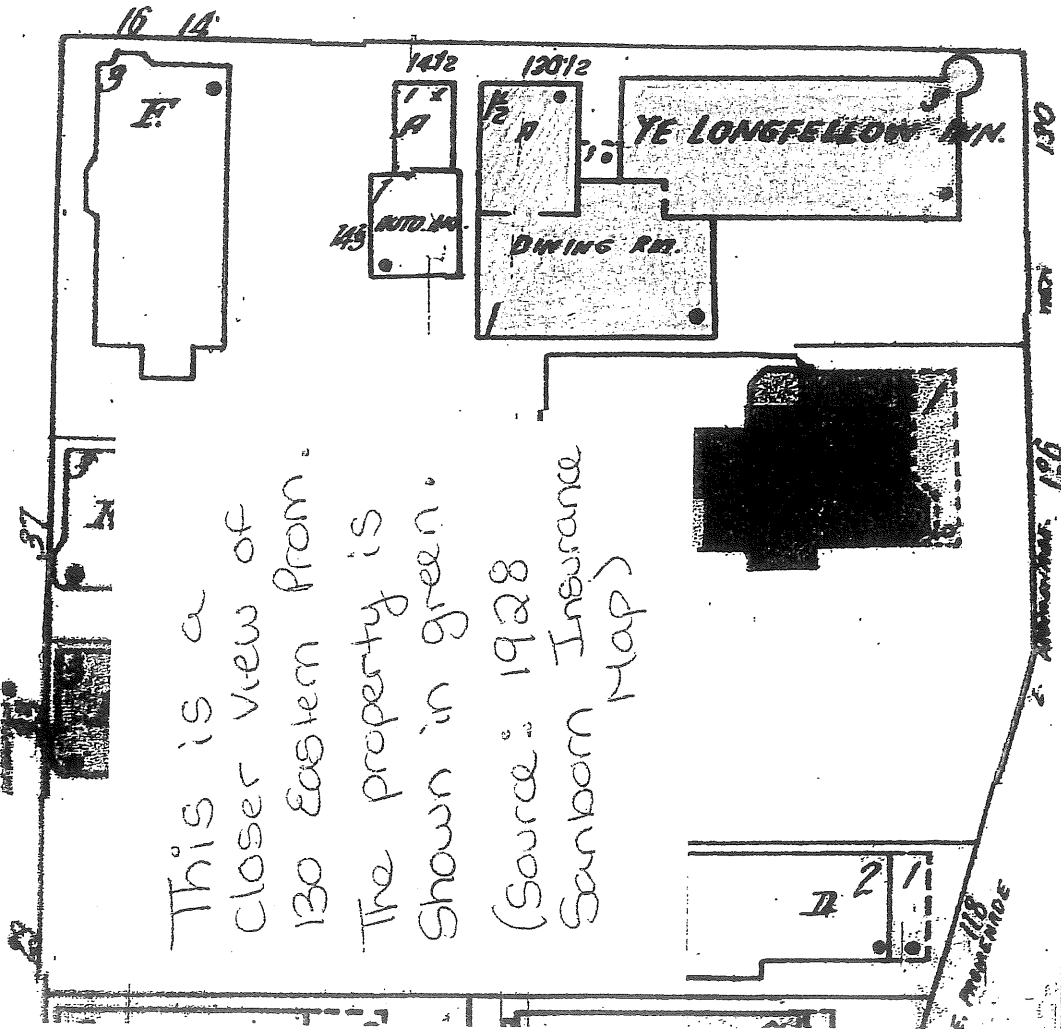 16 14
14½ 130½
F.
A
A
YE LONGFELLOW INN.
130
AUTO.
DINING RM.
This is a
closer view of
130 Eastern Prom.
The property is
Shown in green.
(Source: 1928
Sanborn Insurance
Map)
37
D 2 1
118
E. PROMENADE